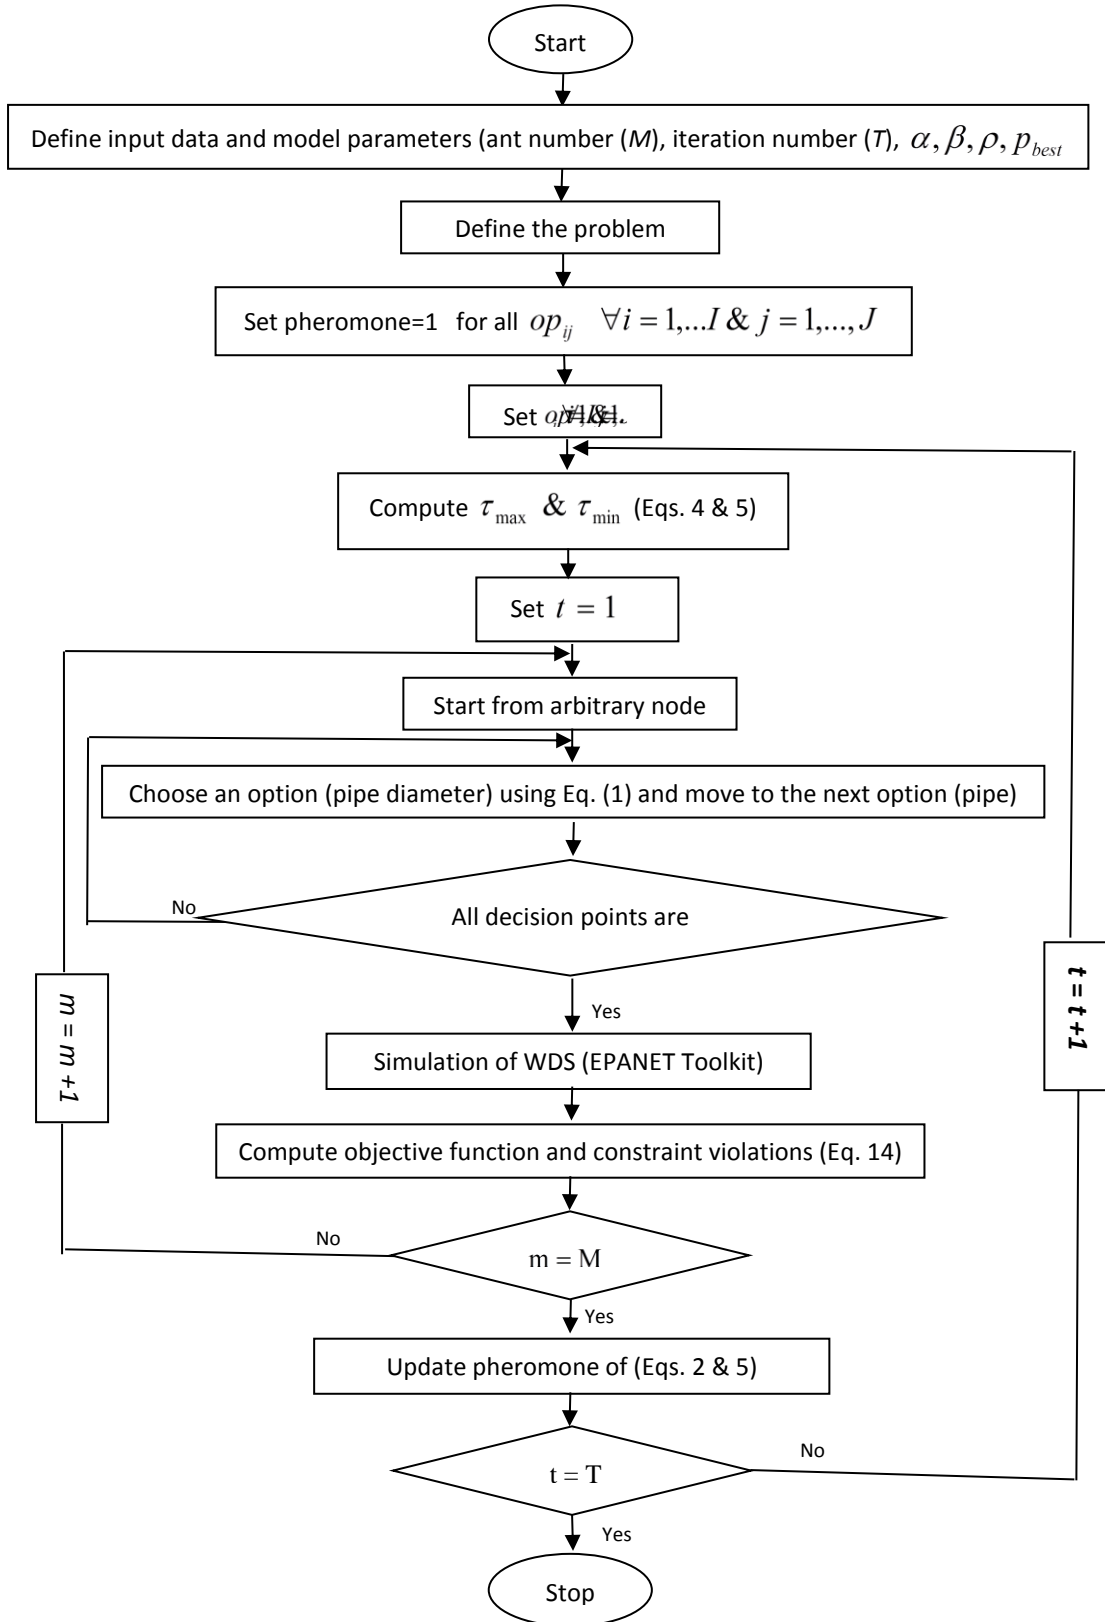 Start
Define input data and model parameters (ant number (M), iteration number (T), α, β, ρ, p_best
Define the problem
Set pheromone=1 for all op_ij ∀i = 1,...I & j = 1,...,J
Set
Compute τ_max & τ_min (Eqs. 4 & 5)
Set t = 1
Start from arbitrary node
Choose an option (pipe diameter) using Eq. (1) and move to the next option (pipe)
No
All decision points are
Yes
m = m +1
t = t +1
Simulation of WDS (EPANET Toolkit)
Compute objective function and constraint violations (Eq. 14)
No
m = M
Yes
Update pheromone of (Eqs. 2 & 5)
No
t = T
Yes
Stop